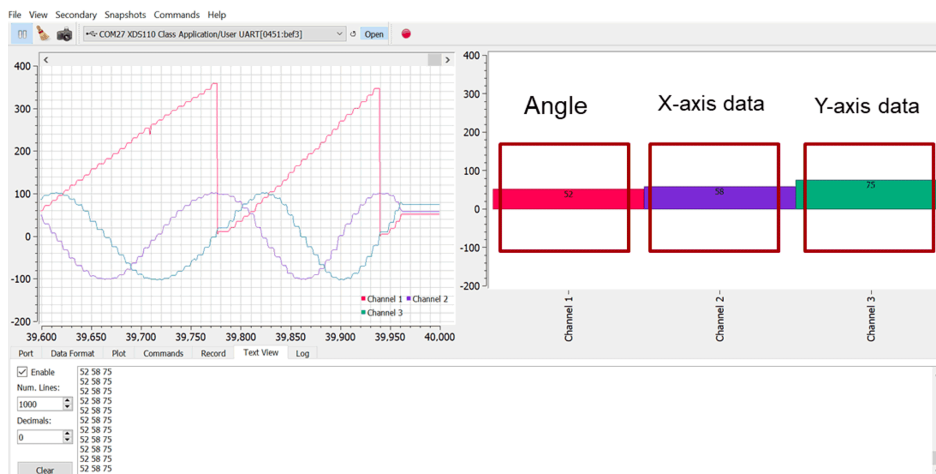 File View Secondary Snapshots Commands Help
COM27 XDS110 Class Application/User UART[0451:bef3] Open
400
300
200
100
0
-100
-200
39,600 39,650 39,700 39,750 39,800 39,850 39,900 39,950 40,000
Channel 1 Channel 2
Channel 3
400
300
200
100
0
-100
-200
Angle X-axis data Y-axis data
52 58 75
Channel 1 Channel 2 Channel 3
Port Data Format Plot Commands Record Text View Log
Enable
Num. Lines:
1000
Decimals:
0
Clear
52 58 75
52 58 75
52 58 75
52 58 75
52 58 75
52 58 75
52 58 75
52 58 75
52 58 75
52 58 75
52 58 75